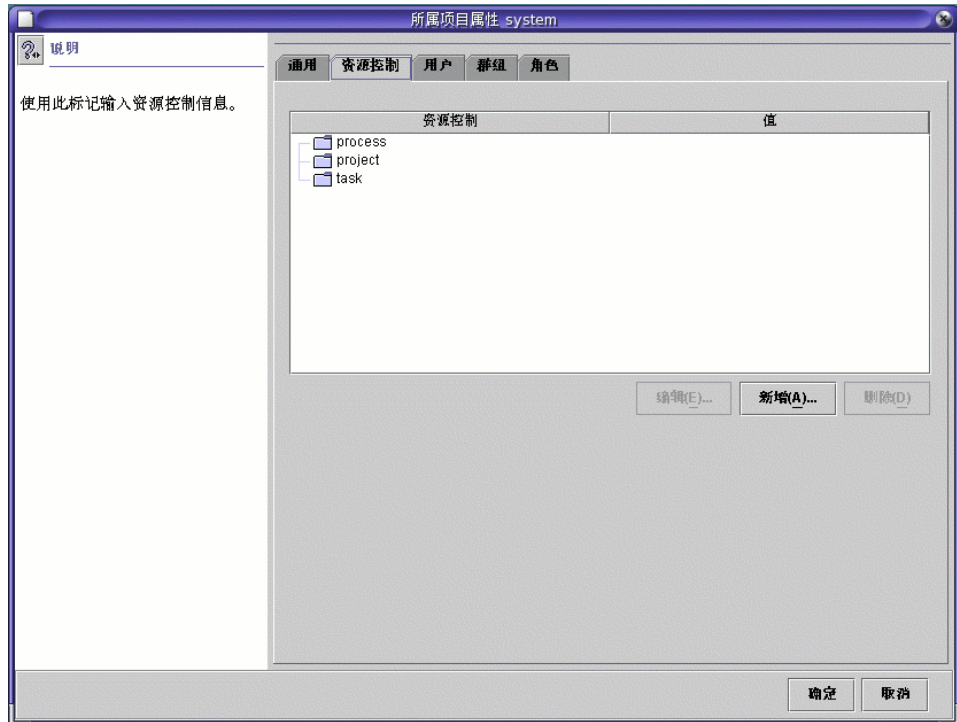 所属项目属性 system
说明
使用此标记输入资源控制信息。
通用 资源控制 用户 群组 角色
资源控制 值
process
project
task
编辑(E)... 新增(A)... 删除(D)
确定 取消